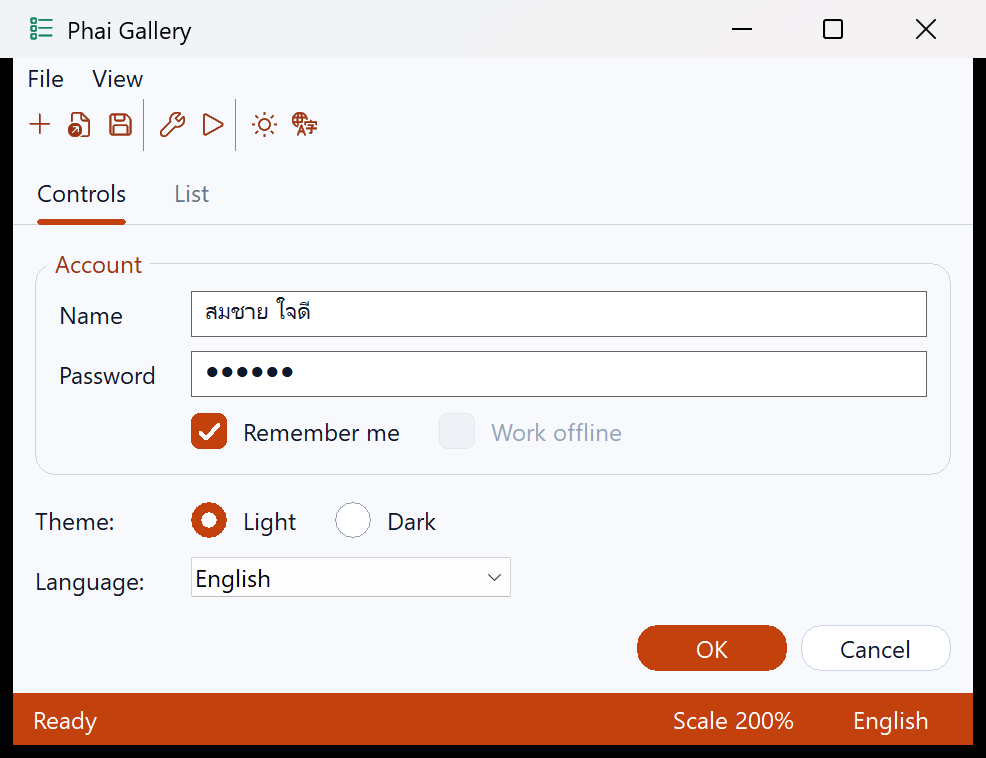 Phai Gallery
File View
Controls List
Account
Name สมชาย ใจดี
Password ●●●●●●
Remember me Work offline
Theme: Light Dark
Language: English
OK Cancel
Ready Scale 200% English